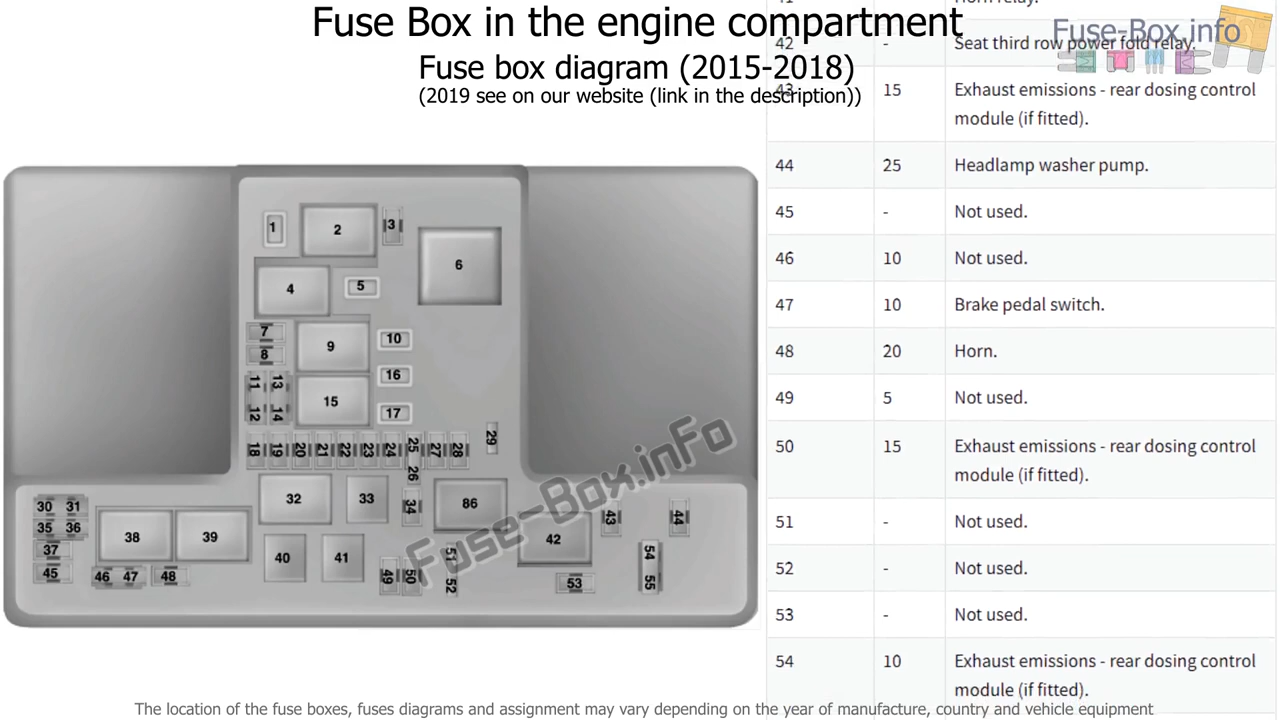 Fuse Box in the engine compartment
Fuse box diagram (2015-2018)
(2019 see on our website (link in the description))
Fuse-Box.info
41 Horn relay.
42 - Seat third row power fold relay.
43 15 Exhaust emissions - rear dosing control
module (if fitted).
44 25 Headlamp washer pump.
45 - Not used.
46 10 Not used.
47 10 Brake pedal switch.
48 20 Horn.
49 5 Not used.
50 15 Exhaust emissions - rear dosing control
module (if fitted).
51 - Not used.
52 - Not used.
53 - Not used.
54 10 Exhaust emissions - rear dosing control
module (if fitted).
1 2 3
6
4 5
7
8 9 10
11 13 16
12 14 15 17
18 19 20 21 22 23 24 25 27 28 29
26
30 31 32 33 34 86
35 36 38 39 42 43 44
37 40 41 51 54
45 46 47 48 49 50 52 53 55
Fuse-Box.inFo
The location of the fuse boxes, fuses diagrams and assignment may vary depending on the year of manufacture, country and vehicle equipment